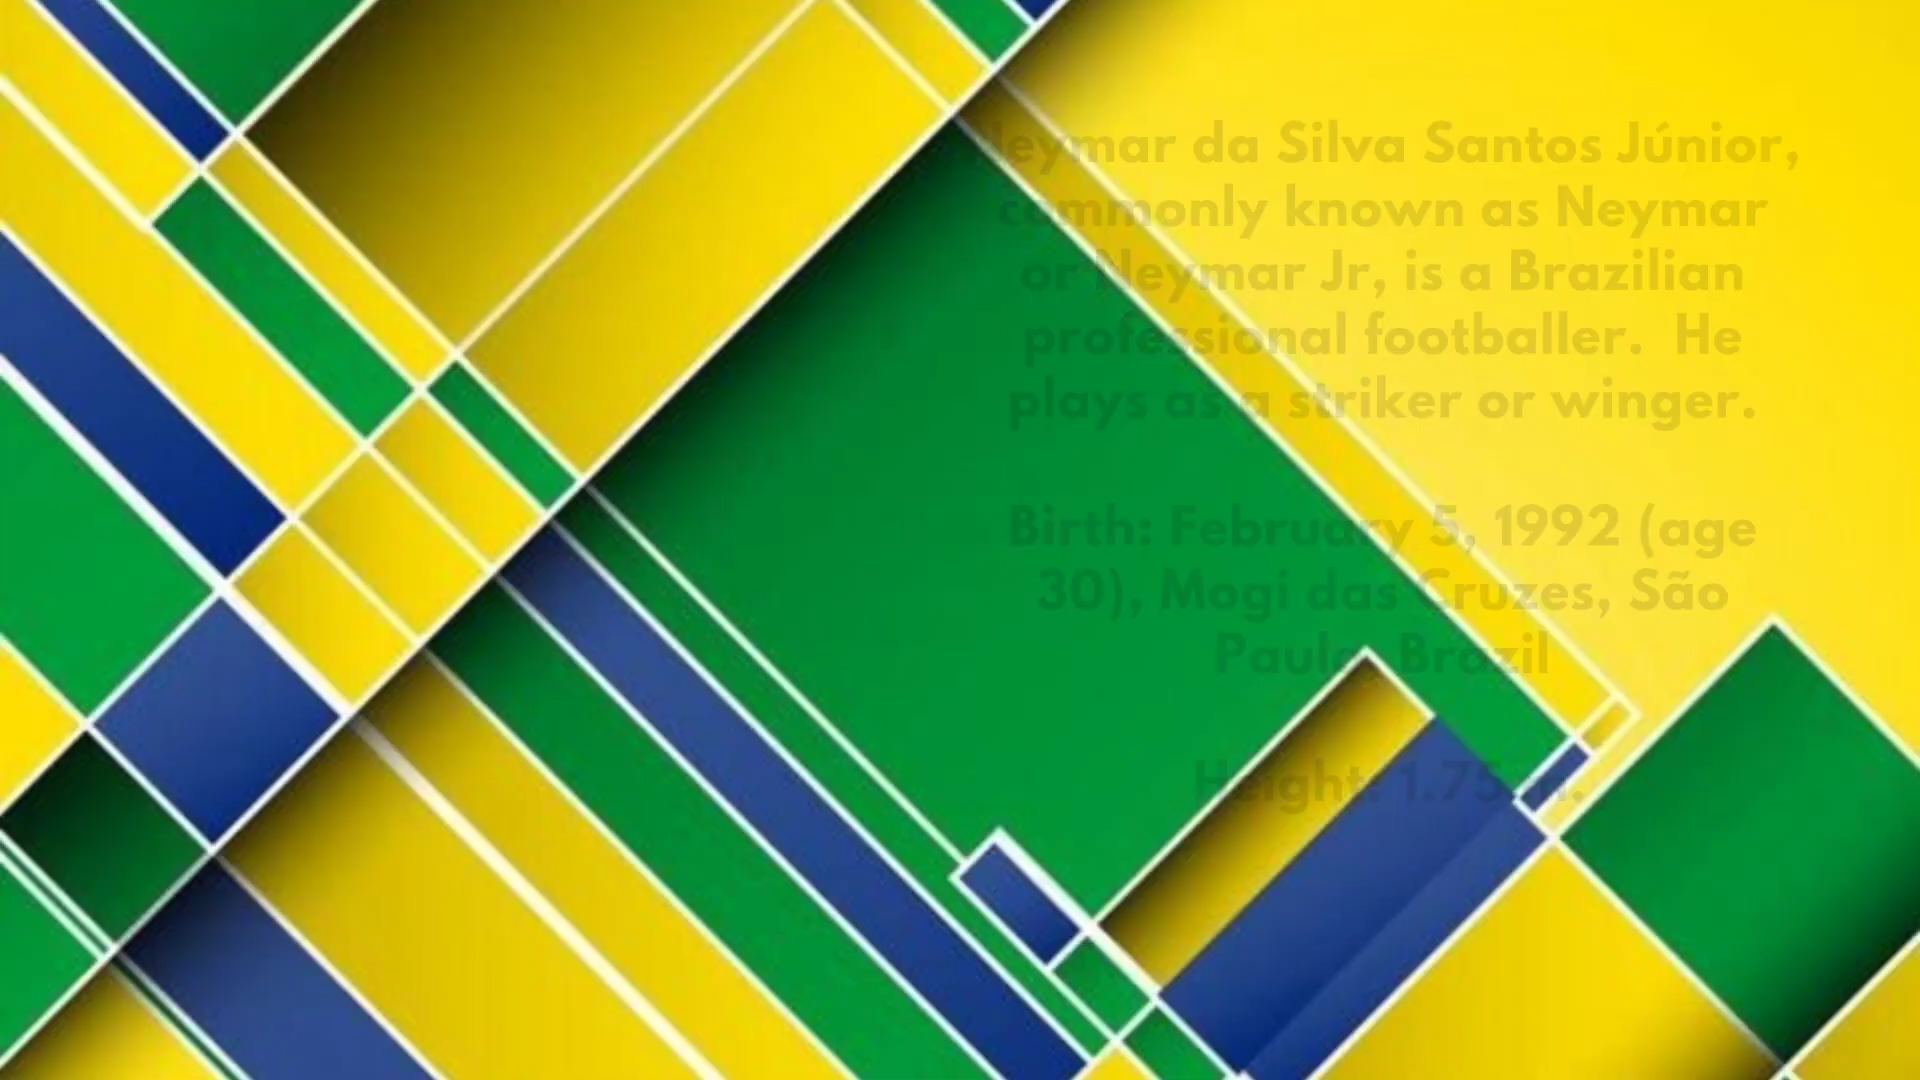 Neymar da Silva Santos Júnior,
commonly known as Neymar
or Neymar Jr, is a Brazilian
professional footballer. He
plays as a striker or winger.
Birth: February 5, 1992 (age
30), Mogi das Cruzes, São
Paulo, Brazil
Height: 1.75 m.